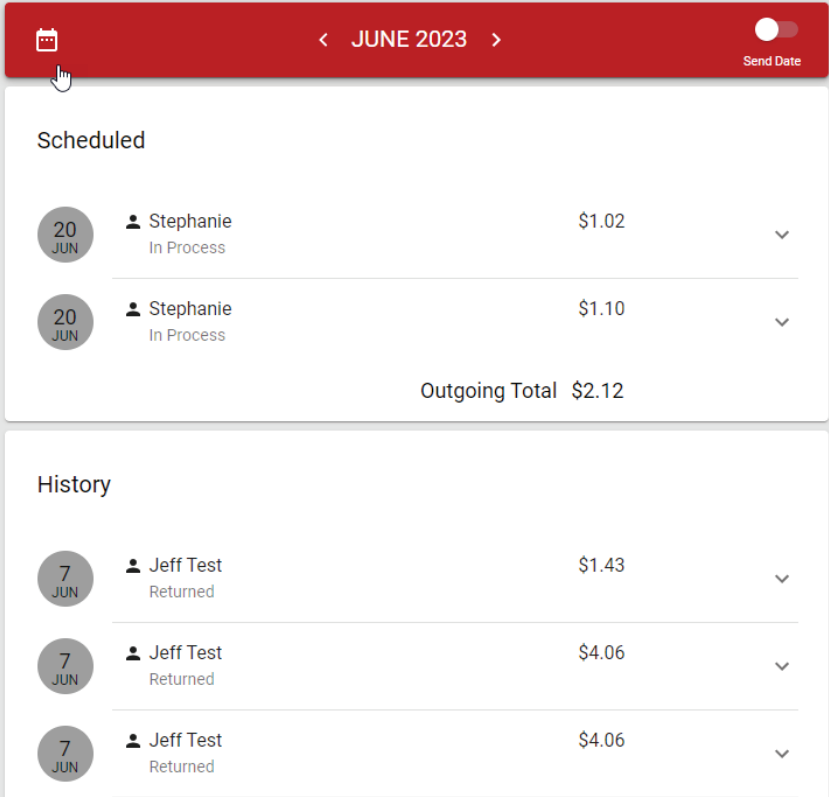 JUNE 2023
Send Date
Scheduled
20 JUN Stephanie $1.02
In Process
20 JUN Stephanie $1.10
In Process
Outgoing Total $2.12
History
7 JUN Jeff Test $1.43
Returned
7 JUN Jeff Test $4.06
Returned
7 JUN Jeff Test $4.06
Returned